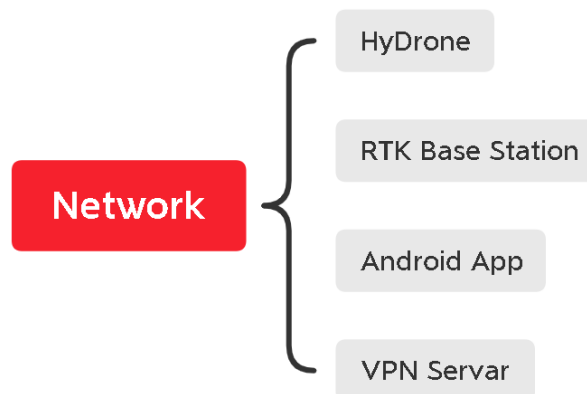 HyDrone
RTK Base Station
Network
Android App
VPN Servar